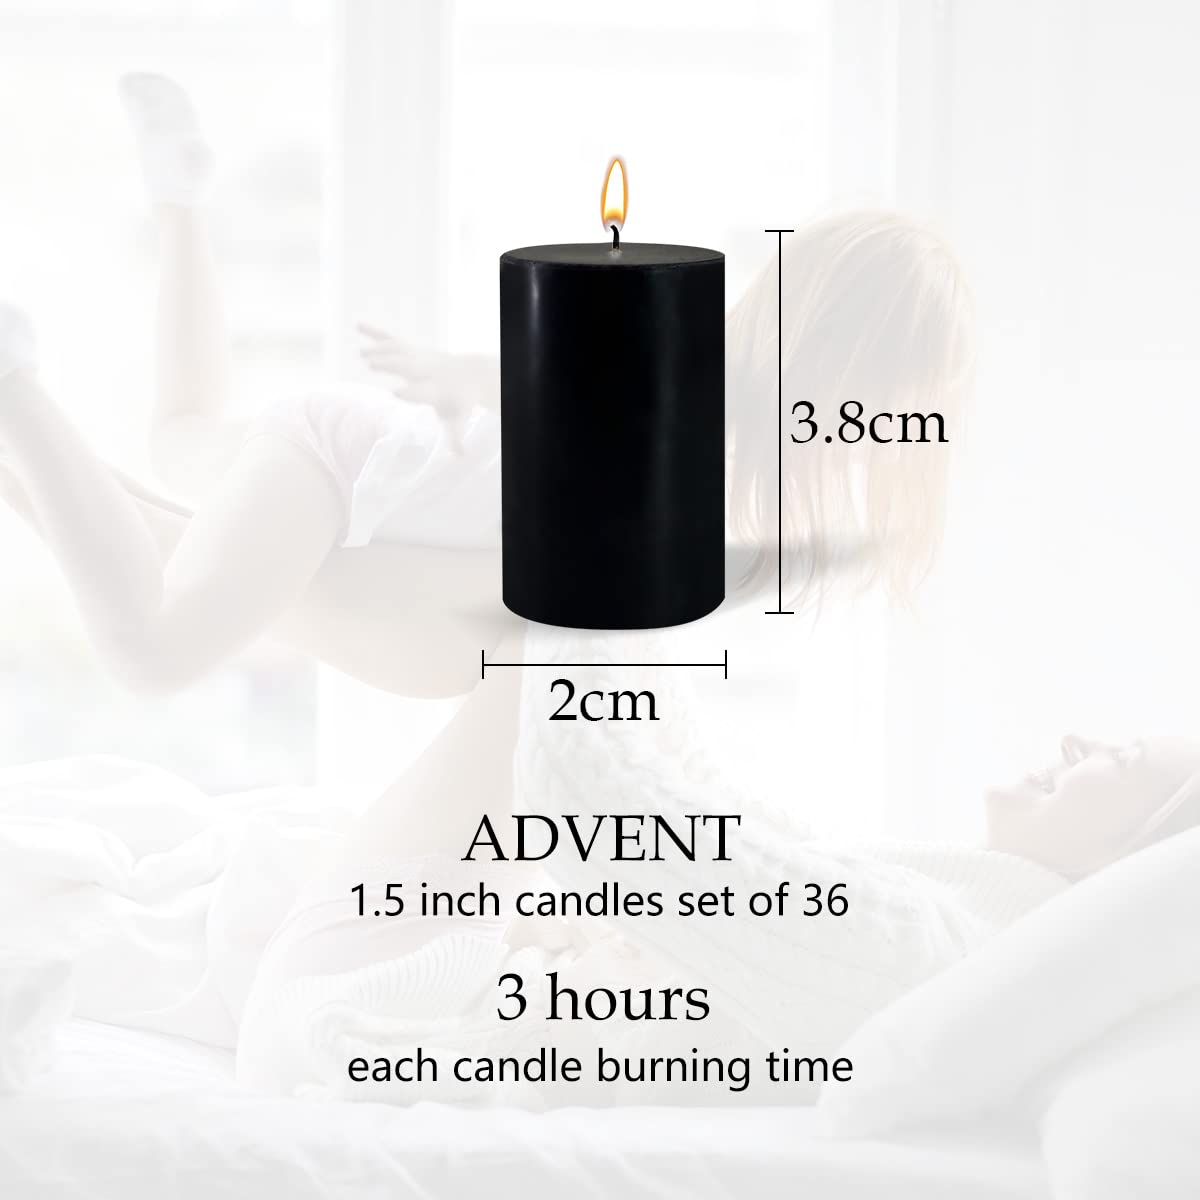 3.8cm
2cm
ADVENT
1.5 inch candles set of 36
3 hours
each candle burning time